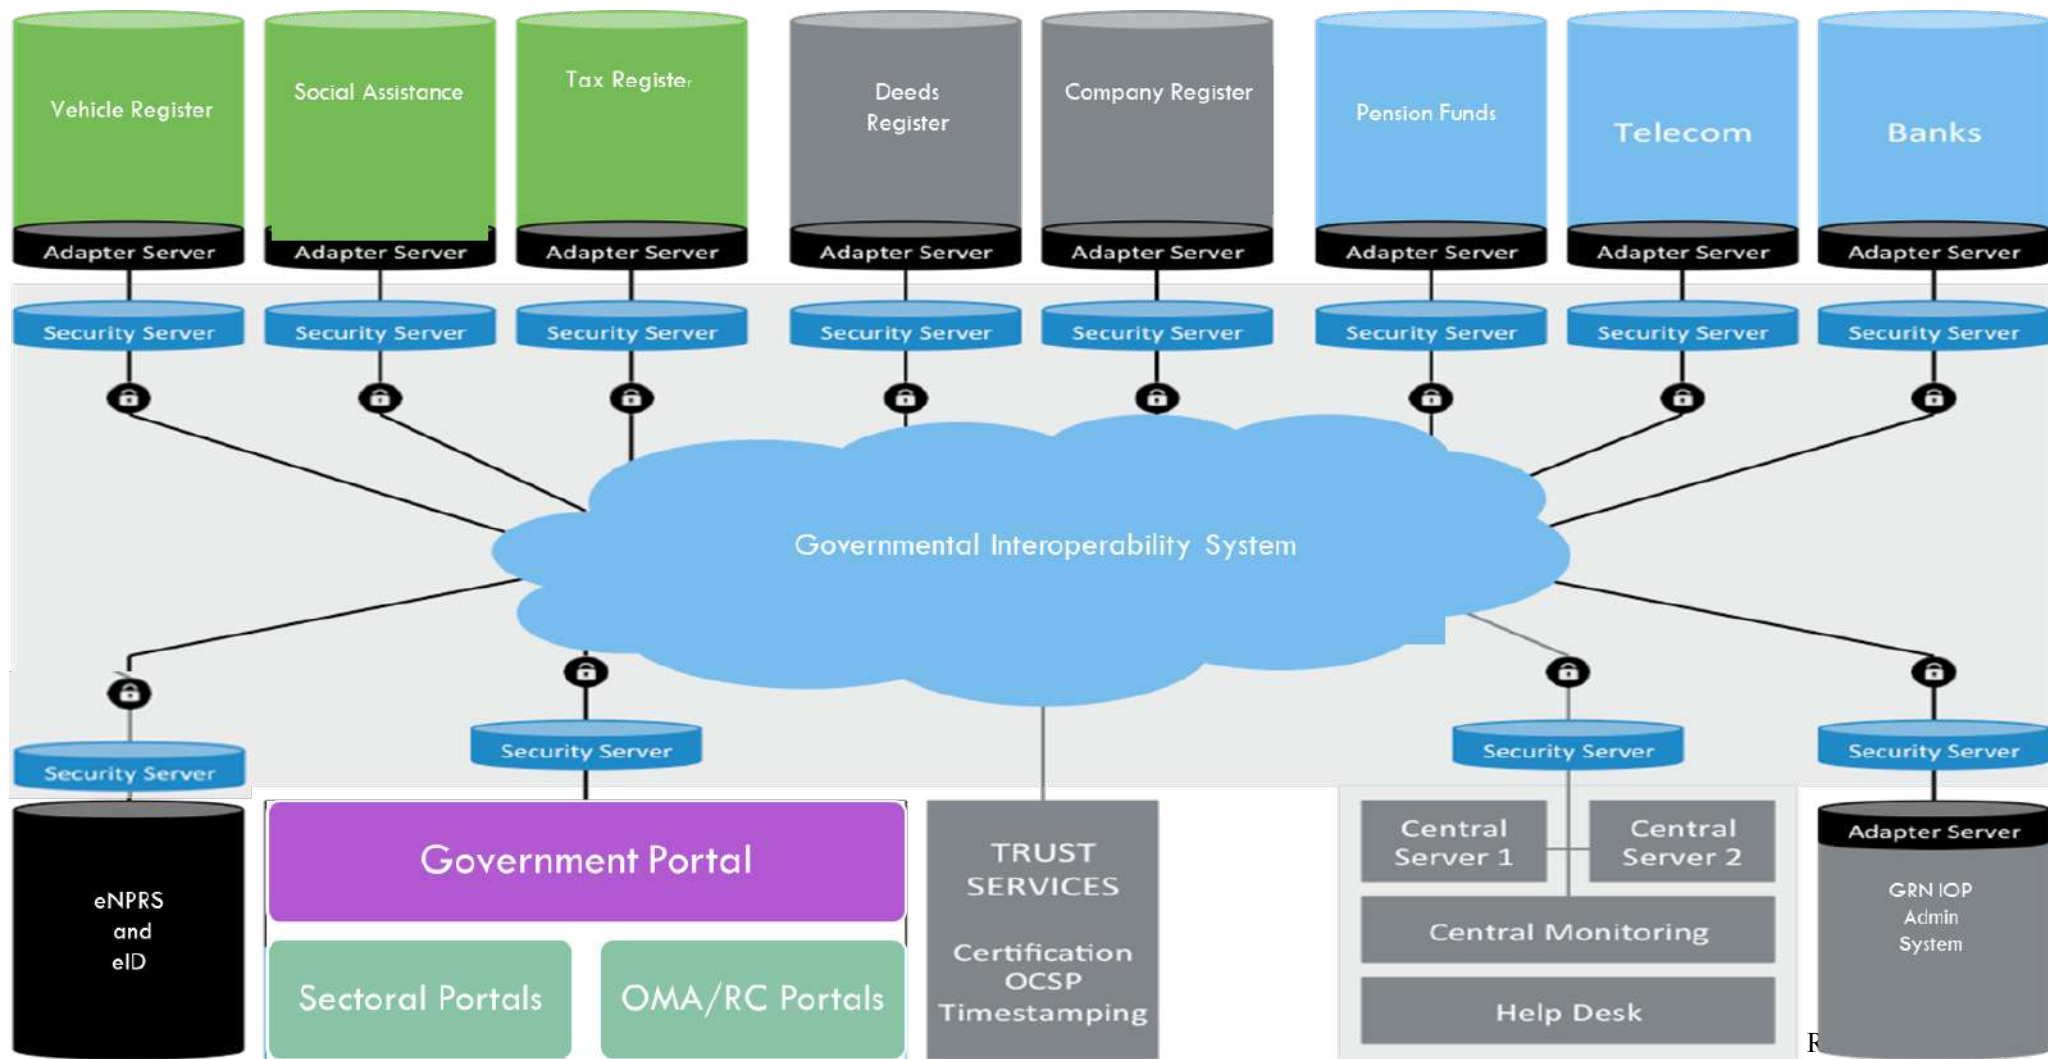 Vehicle Register
Social Assistance
Tax Register
Deeds
Register
Company Register
Pension Funds
Telecom
Banks
Adapter Server
Adapter Server
Adapter Server
Adapter Server
Adapter Server
Adapter Server
Adapter Server
Adapter Server
Security Server
Security Server
Security Server
Security Server
Security Server
Security Server
Security Server
Security Server
Governmental Interoperability System
Security Server
Security Server
Security Server
Security Server
eNPRS
and
eID
Government Portal
Sectoral Portals
OMA/RC Portals
TRUST
SERVICES
Certification
OCSP
Timestamping
Central
Server 1
Central
Server 2
Central Monitoring
Help Desk
Adapter Server
GRN IOP
Admin
System